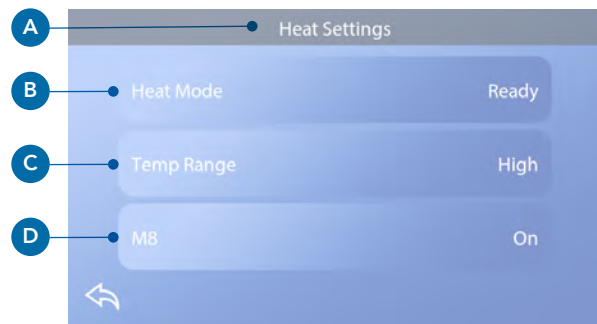 A Heat Settings
B Heat Mode Ready
C Temp Range High
D M8 On